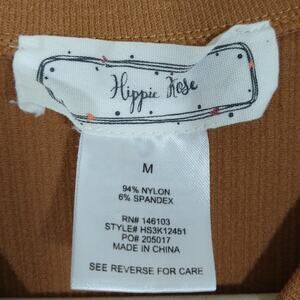 Hippie Rose
M
94% NYLON
6% SPANDEX
RN# 146103
STYLE# HS3K12451
PO# 205017
MADE IN CHINA
SEE REVERSE FOR CARE